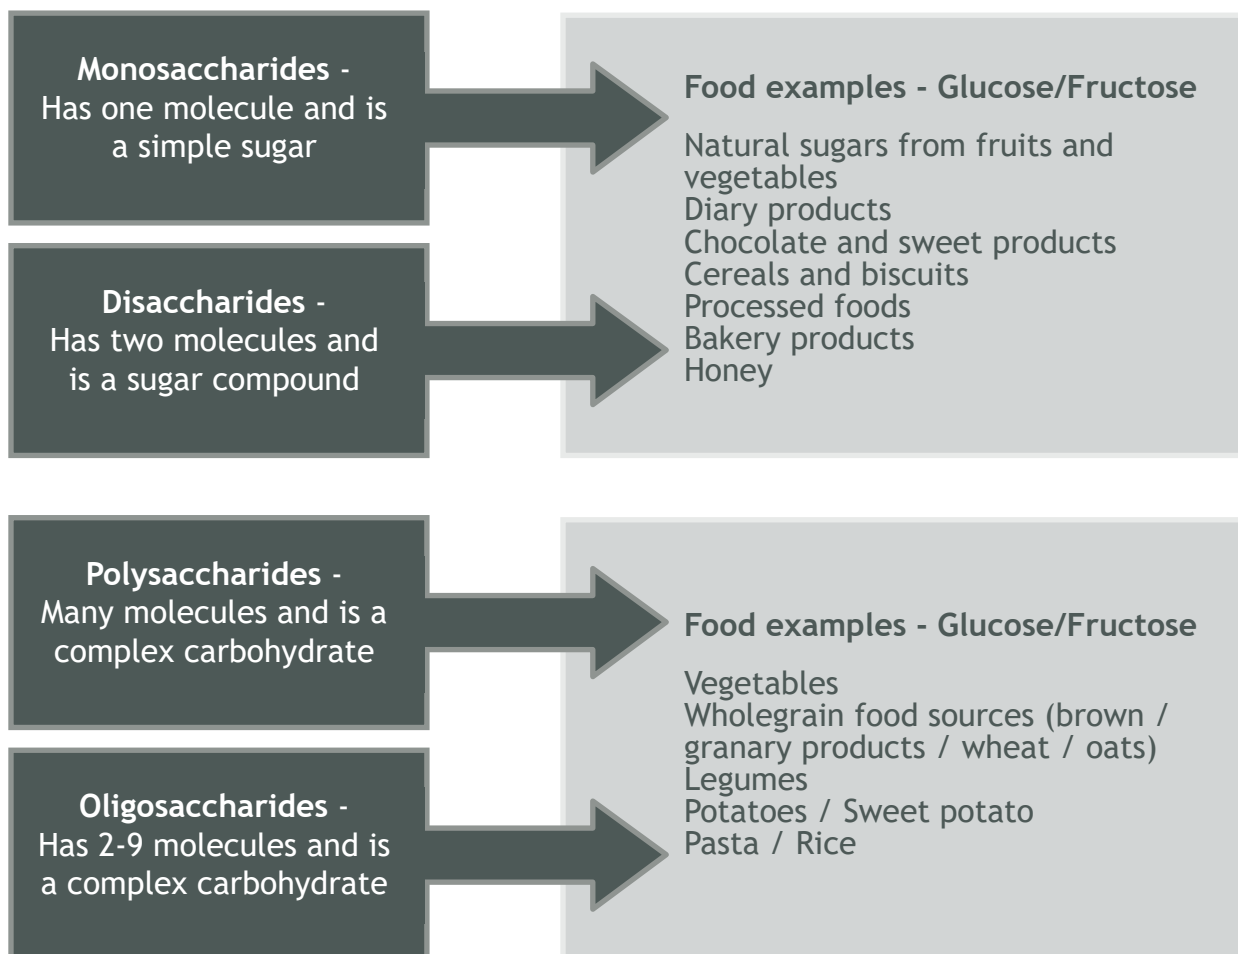 Monosaccharides -
Has one molecule and is
a simple sugar
Food examples - Glucose/Fructose
Natural sugars from fruits and
vegetables
Diary products
Chocolate and sweet products
Cereals and biscuits
Processed foods
Bakery products
Honey
Disaccharides -
Has two molecules and
is a sugar compound
Polysaccharides -
Many molecules and is a
complex carbohydrate
Food examples - Glucose/Fructose
Vegetables
Wholegrain food sources (brown /
granary products / wheat / oats)
Legumes
Potatoes / Sweet potato
Pasta / Rice
Oligosaccharides -
Has 2-9 molecules and is
a complex carbohydrate